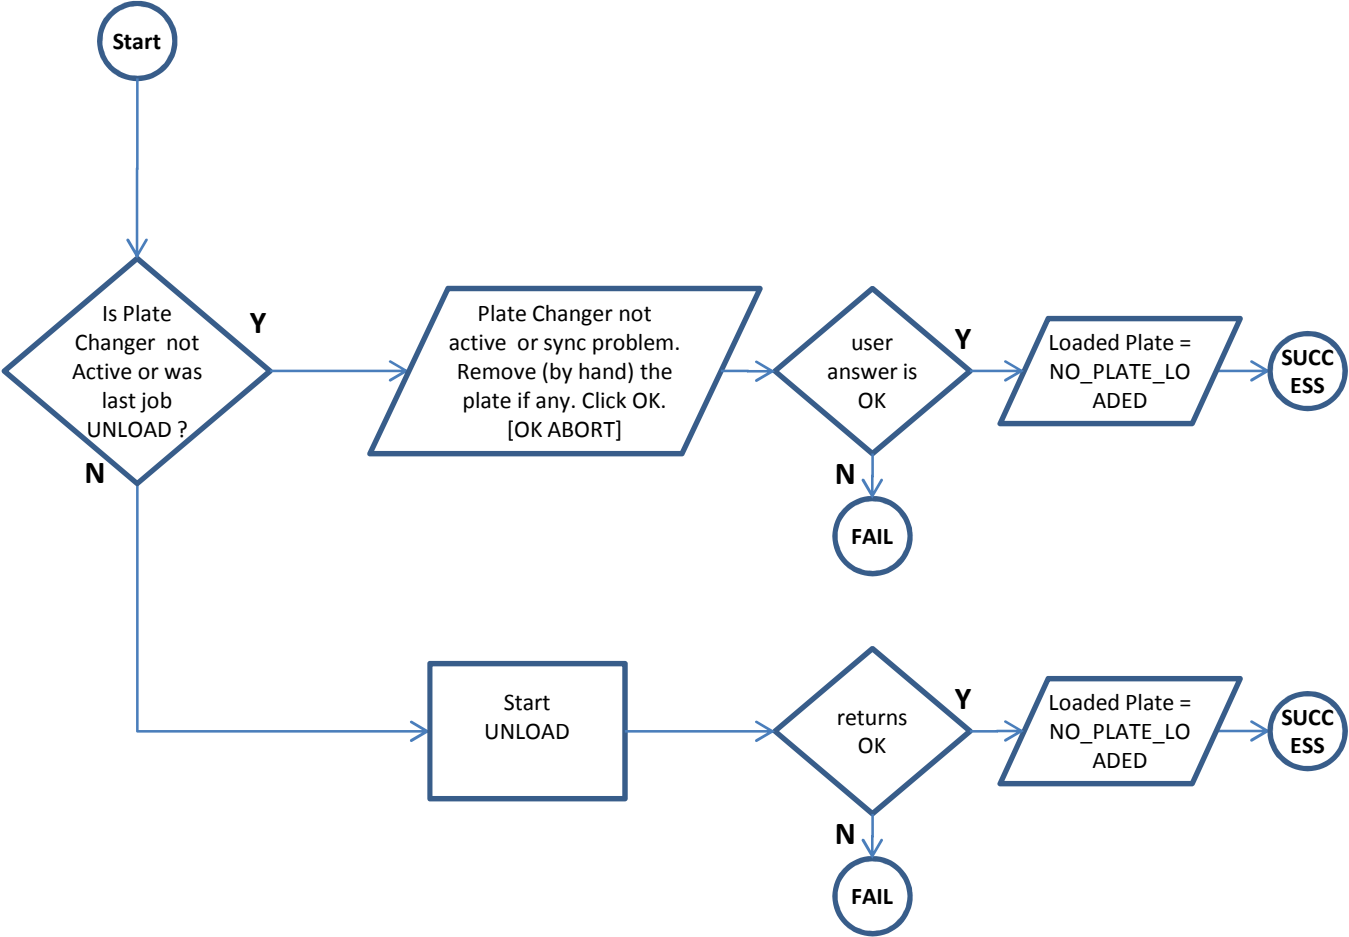 Start
Is Plate
Changer not
Active or was
last job
UNLOAD ?
Y
N
Plate Changer not
active or sync problem.
Remove (by hand) the
plate if any. Click OK.
[OK ABORT]
user
answer is
OK
Y
N
Loaded Plate =
NO_PLATE_LO
ADED
SUCC
ESS
FAIL
Start
UNLOAD
returns
OK
Y
N
Loaded Plate =
NO_PLATE_LO
ADED
SUCC
ESS
FAIL